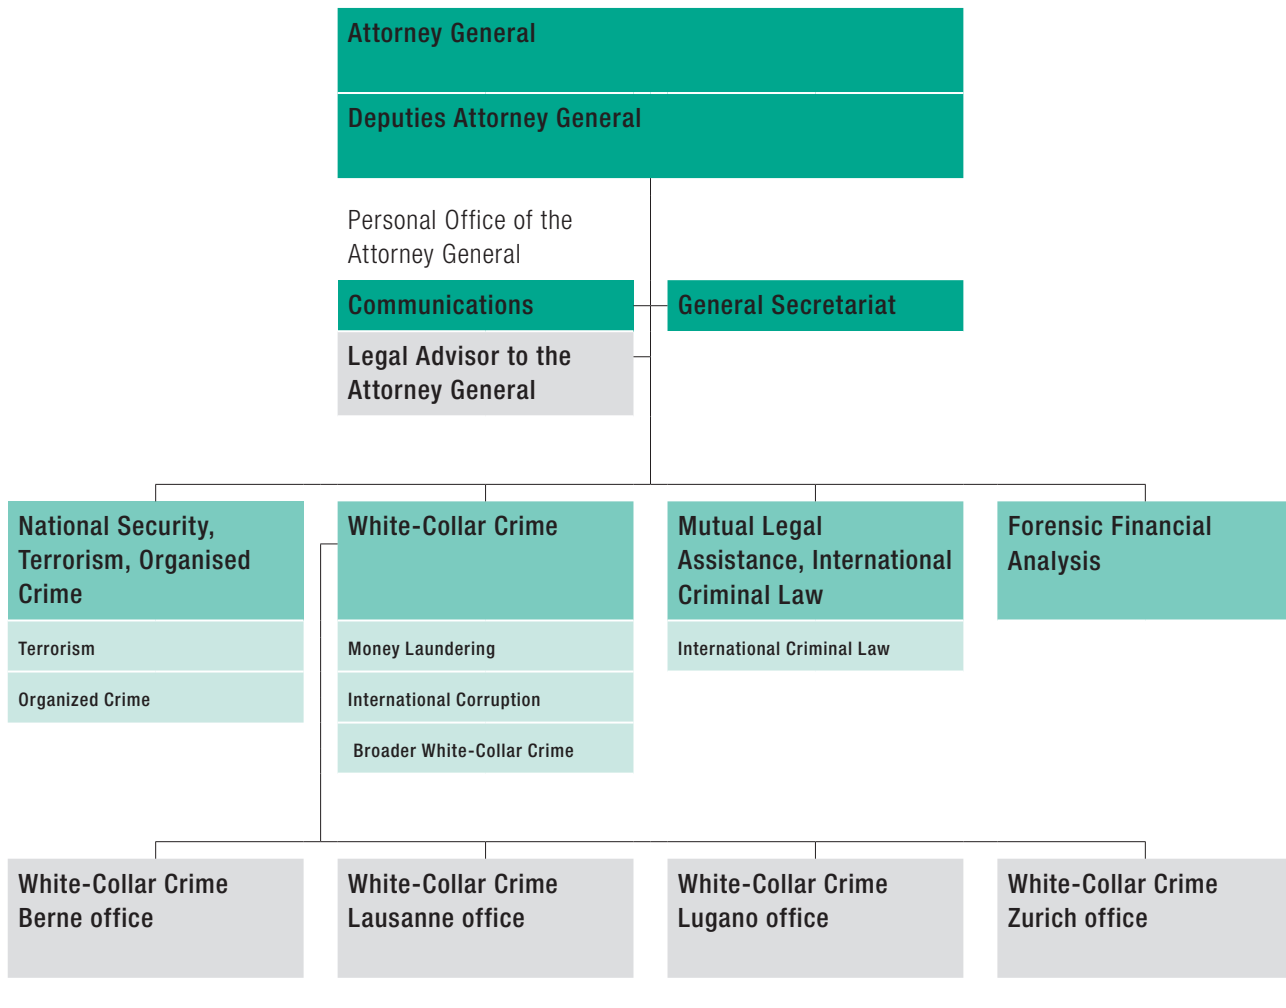 Attorney General
Deputies Attorney General
Personal Office of the
Attorney General
Communications
General Secretariat
Legal Advisor to the
Attorney General
National Security,
Terrorism, Organised
Crime
Terrorism
Organized Crime
White-Collar Crime
Money Laundering
International Corruption
Broader White-Collar Crime
Mutual Legal
Assistance, International
Criminal Law
International Criminal Law
Forensic Financial
Analysis
White-Collar Crime
Berne office
White-Collar Crime
Lausanne office
White-Collar Crime
Lugano office
White-Collar Crime
Zurich office